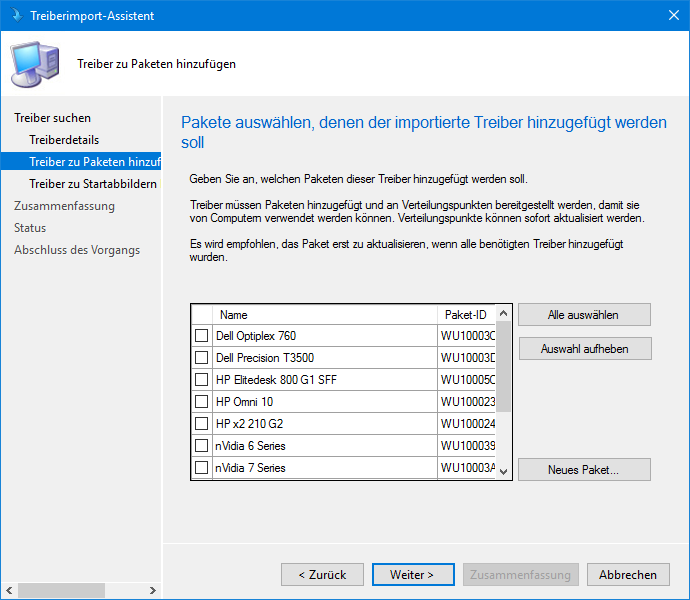 Treiberimport-Assistent
Treiber zu Paketen hinzufügen
Treiber suchen
Treiberdetails
Treiber zu Paketen hinzuf
Treiber zu Startabbildern
Zusammenfassung
Status
Abschluss des Vorgangs
Pakete auswählen, denen der importierte Treiber hinzugefügt werden
soll
Geben Sie an, welchen Paketen dieser Treiber hinzugefügt werden soll.
Treiber müssen Paketen hinzugefügt und an Verteilungspunkten bereitgestellt werden, damit sie
von Computern verwendet werden können. Verteilungspunkte können sofort aktualisiert werden.
Es wird empfohlen, das Paket erst zu aktualisieren, wenn alle benötigten Treiber hinzugefügt
wurden.
Name Paket-ID
Dell Optiplex 760 WU10003C
Dell Precision T3500 WU10003D
HP Elitedesk 800 G1 SFF WU10005C
HP Omni 10 WU100023
HP x2 210 G2 WU100024
nVidia 6 Series WU100039
nVidia 7 Series WU10003A
Alle auswählen
Auswahl aufheben
Neues Paket...
< Zurück
Weiter >
Zusammenfassung
Abbrechen